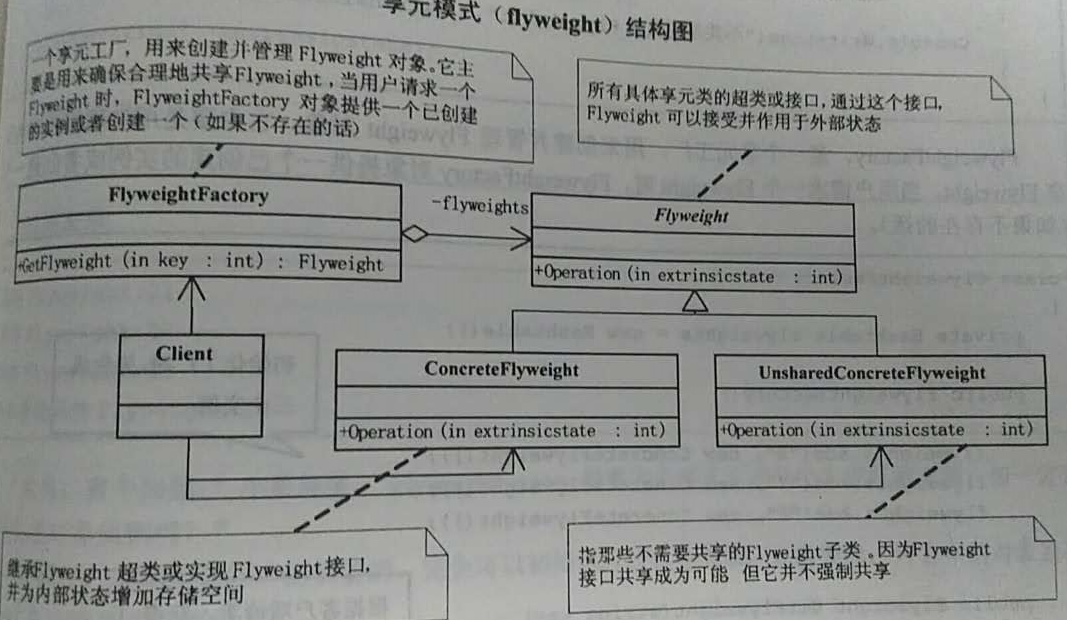 享元模式（flyweight）结构图
一个享元工厂，用来创建并管理Flyweight 对象。它主
要是用来确保合理地共享Flyweight，当用户请求一个
Flyweight 时，FlyweightFactory 对象提供一个已创建
的实例或者创建一个（如果不存在的话）
所有具体享元类的超类或接口，通过这个接口，
Flyweight 可以接受并作用于外部状态
FlyweightFactory
+GetFlyweight (in key : int) : Flyweight
-flyweights
Flyweight
+Operation (in extrinsicstate : int)
Client
ConcreteFlyweight
+Operation (in extrinsicstate : int)
UnsharedConcreteFlyweight
+Operation (in extrinsicstate : int)
继承Flyweight 超类或实现 Flyweight 接口，
并为内部状态增加存储空间
指那些不需要共享的Flyweight子类。因为Flyweight
接口共享成为可能 但它并不强制共享